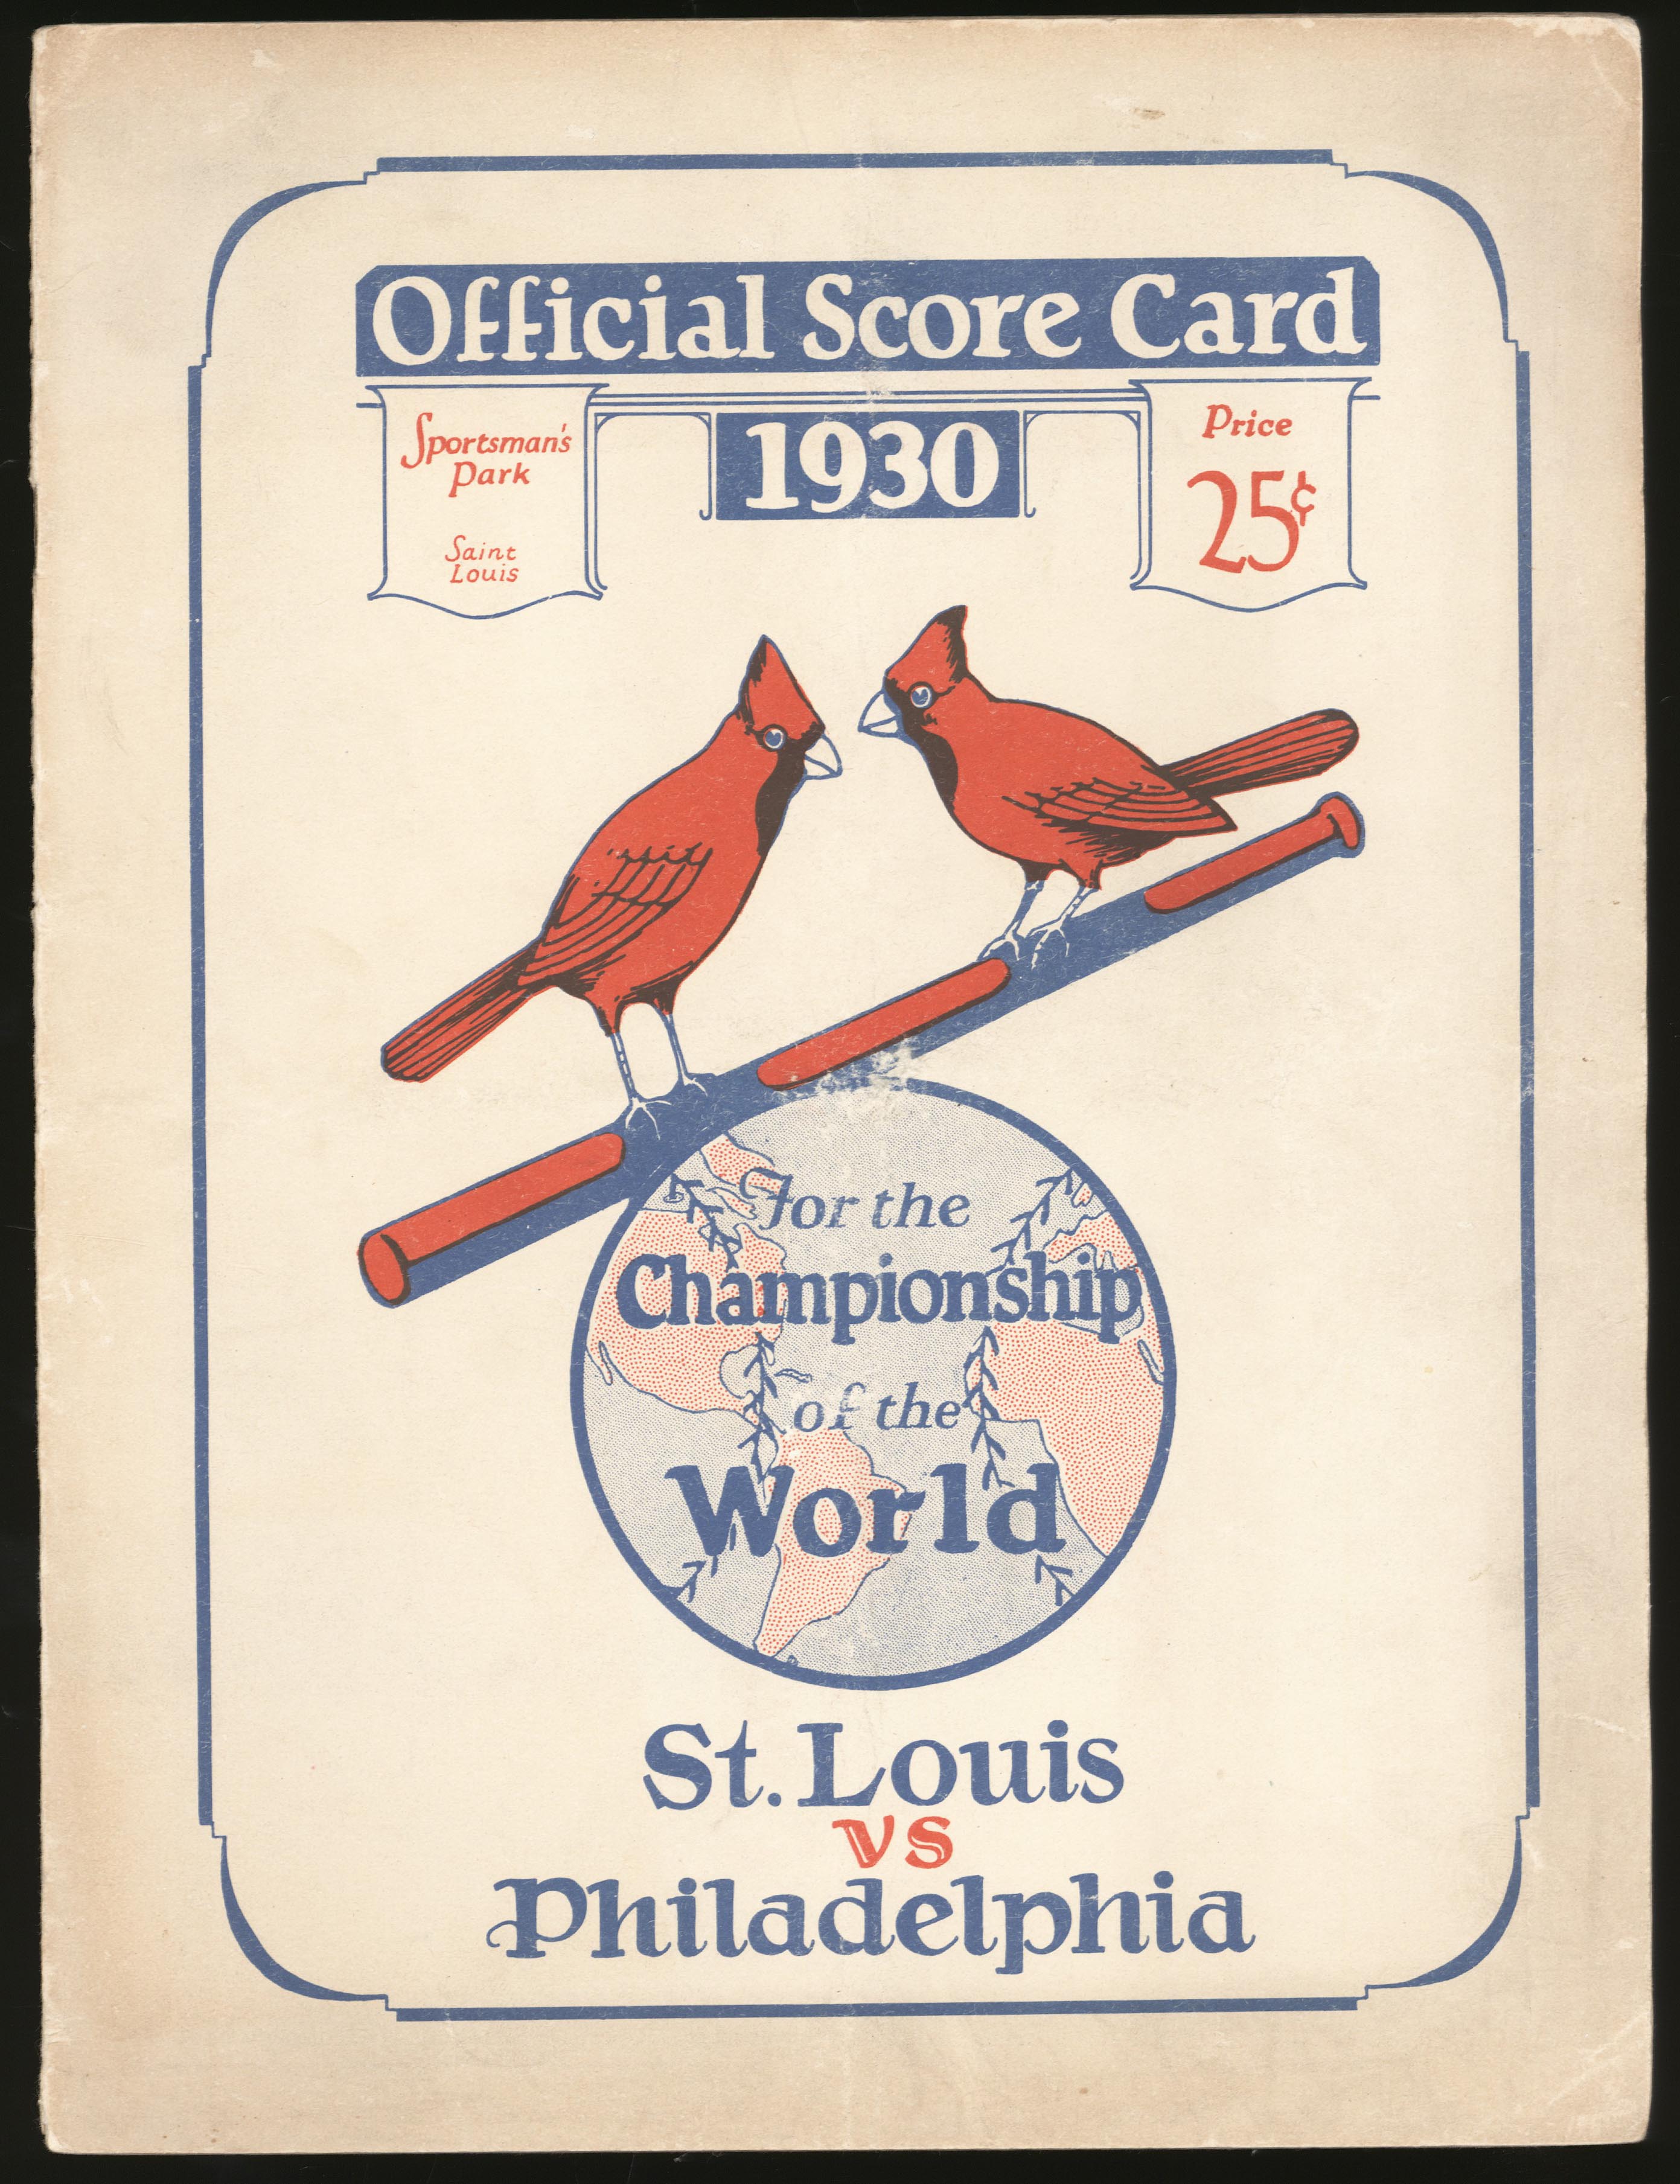 Official Score Card
Sportsman's
Park
Saint
Louis
1930
Price
25¢
for the
Championship
of the
World
St. Louis
vs
Philadelphia